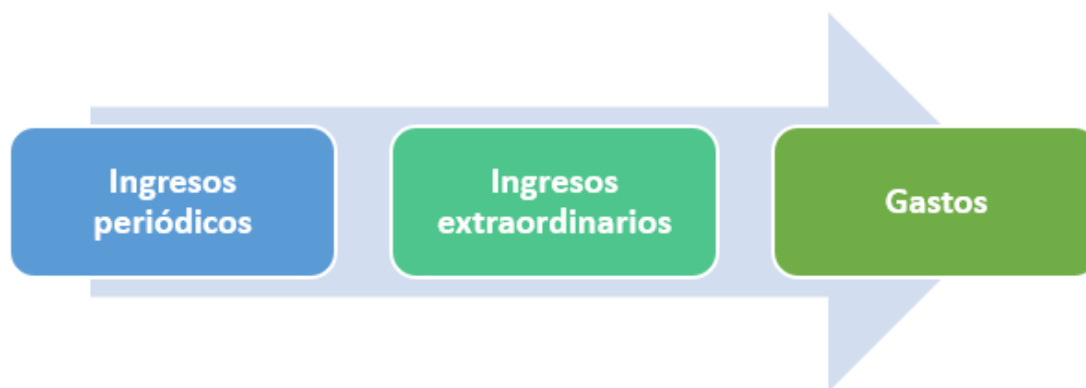 Ingresos
periódicos
Ingresos
extraordinarios
Gastos